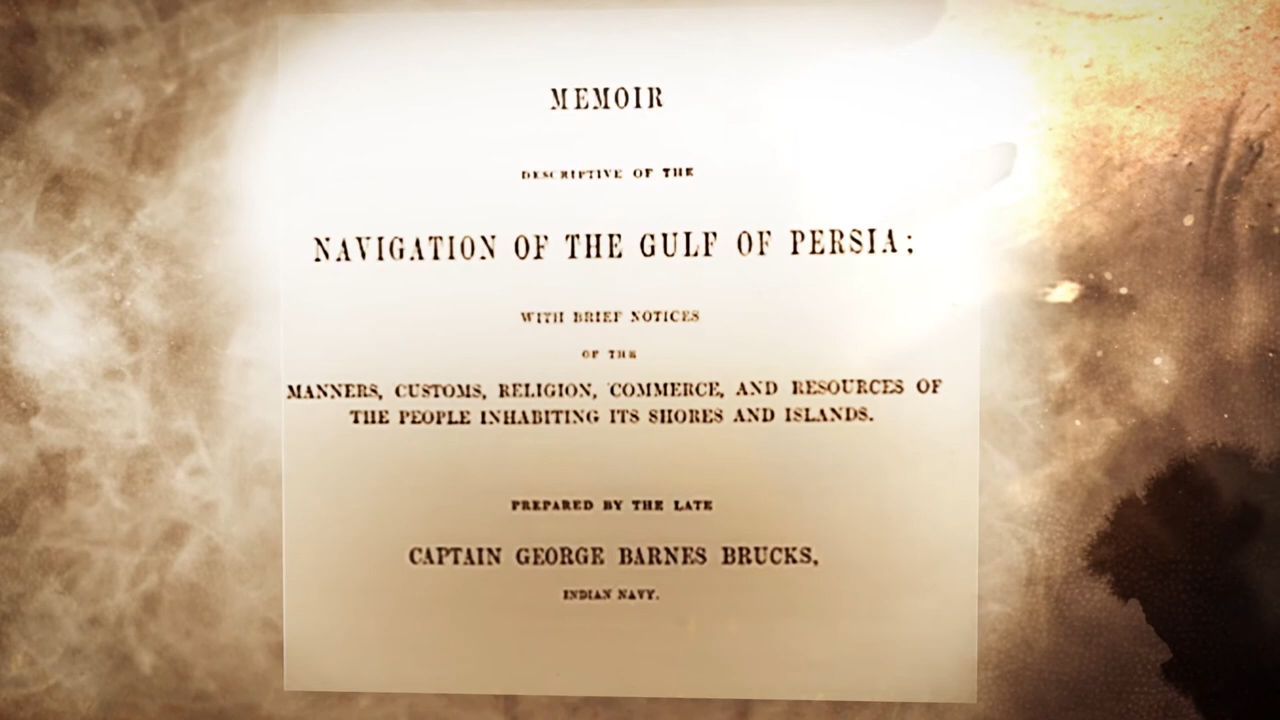 MEMOIR
DESCRIPTIVE OF THE
NAVIGATION OF THE GULF OF PERSIA;
WITH BRIEF NOTICES
OF THE
MANNERS, CUSTOMS, RELIGION, COMMERCE, AND RESOURCES OF
THE PEOPLE INHABITING ITS SHORES AND ISLANDS.
PREPARED BY THE LATE
CAPTAIN GEORGE BARNES BRUCKS,
INDIAN NAVY.